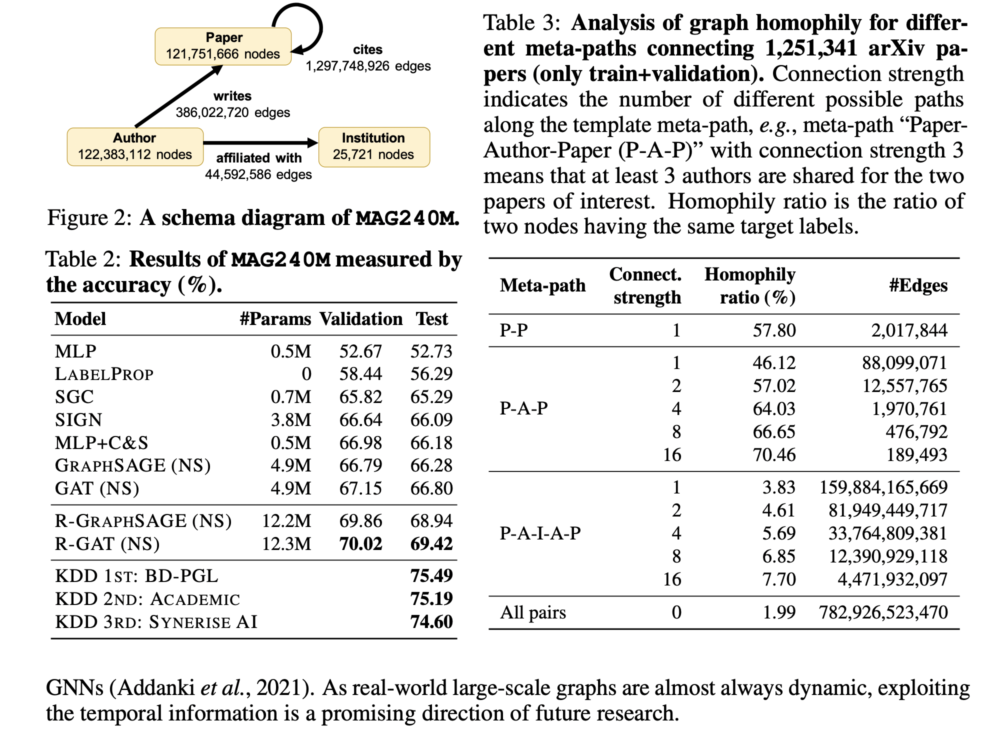 Paper
121,751,666 nodes
cites
1,297,748,926 edges
writes
386,022,720 edges
Author
122,383,112 nodes
affiliated with
44,592,586 edges
Institution
25,721 nodes
Figure 2: A schema diagram of MAG240M.
Table 2: Results of MAG240M measured by
the accuracy (%).
Model #Params Validation Test
MLP 0.5M 52.67 52.73
LABELPROP 0 58.44 56.29
SGC 0.7M 65.82 65.29
SIGN 3.8M 66.64 66.09
MLP+C&S 0.5M 66.98 66.18
GRAPHSAGE (NS) 4.9M 66.79 66.28
GAT (NS) 4.9M 67.15 66.80
R-GRAPHSAGE (NS) 12.2M 69.86 68.94
R-GAT (NS) 12.3M 70.02 69.42
KDD 1ST: BD-PGL 75.49
KDD 2ND: ACADEMIC 75.19
KDD 3RD: SYNERISE AI 74.60
Table 3: Analysis of graph homophily for differ-
ent meta-paths connecting 1,251,341 arXiv pa-
pers (only train+validation). Connection strength
indicates the number of different possible paths
along the template meta-path, e.g., meta-path “Paper-
Author-Paper (P-A-P)” with connection strength 3
means that at least 3 authors are shared for the two
papers of interest. Homophily ratio is the ratio of
two nodes having the same target labels.
Meta-path Connect. strength Homophily ratio (%) #Edges
P-P 1 57.80 2,017,844
1 46.12 88,099,071
2 57.02 12,557,765
P-A-P 4 64.03 1,970,761
8 66.65 476,792
16 70.46 189,493
1 3.83 159,884,165,669
2 4.61 81,949,449,717
P-A-I-A-P 4 5.69 33,764,809,381
8 6.85 12,390,929,118
16 7.70 4,471,932,097
All pairs 0 1.99 782,926,523,470
GNNs (Addanki et al., 2021). As real-world large-scale graphs are almost always dynamic, exploiting
the temporal information is a promising direction of future research.